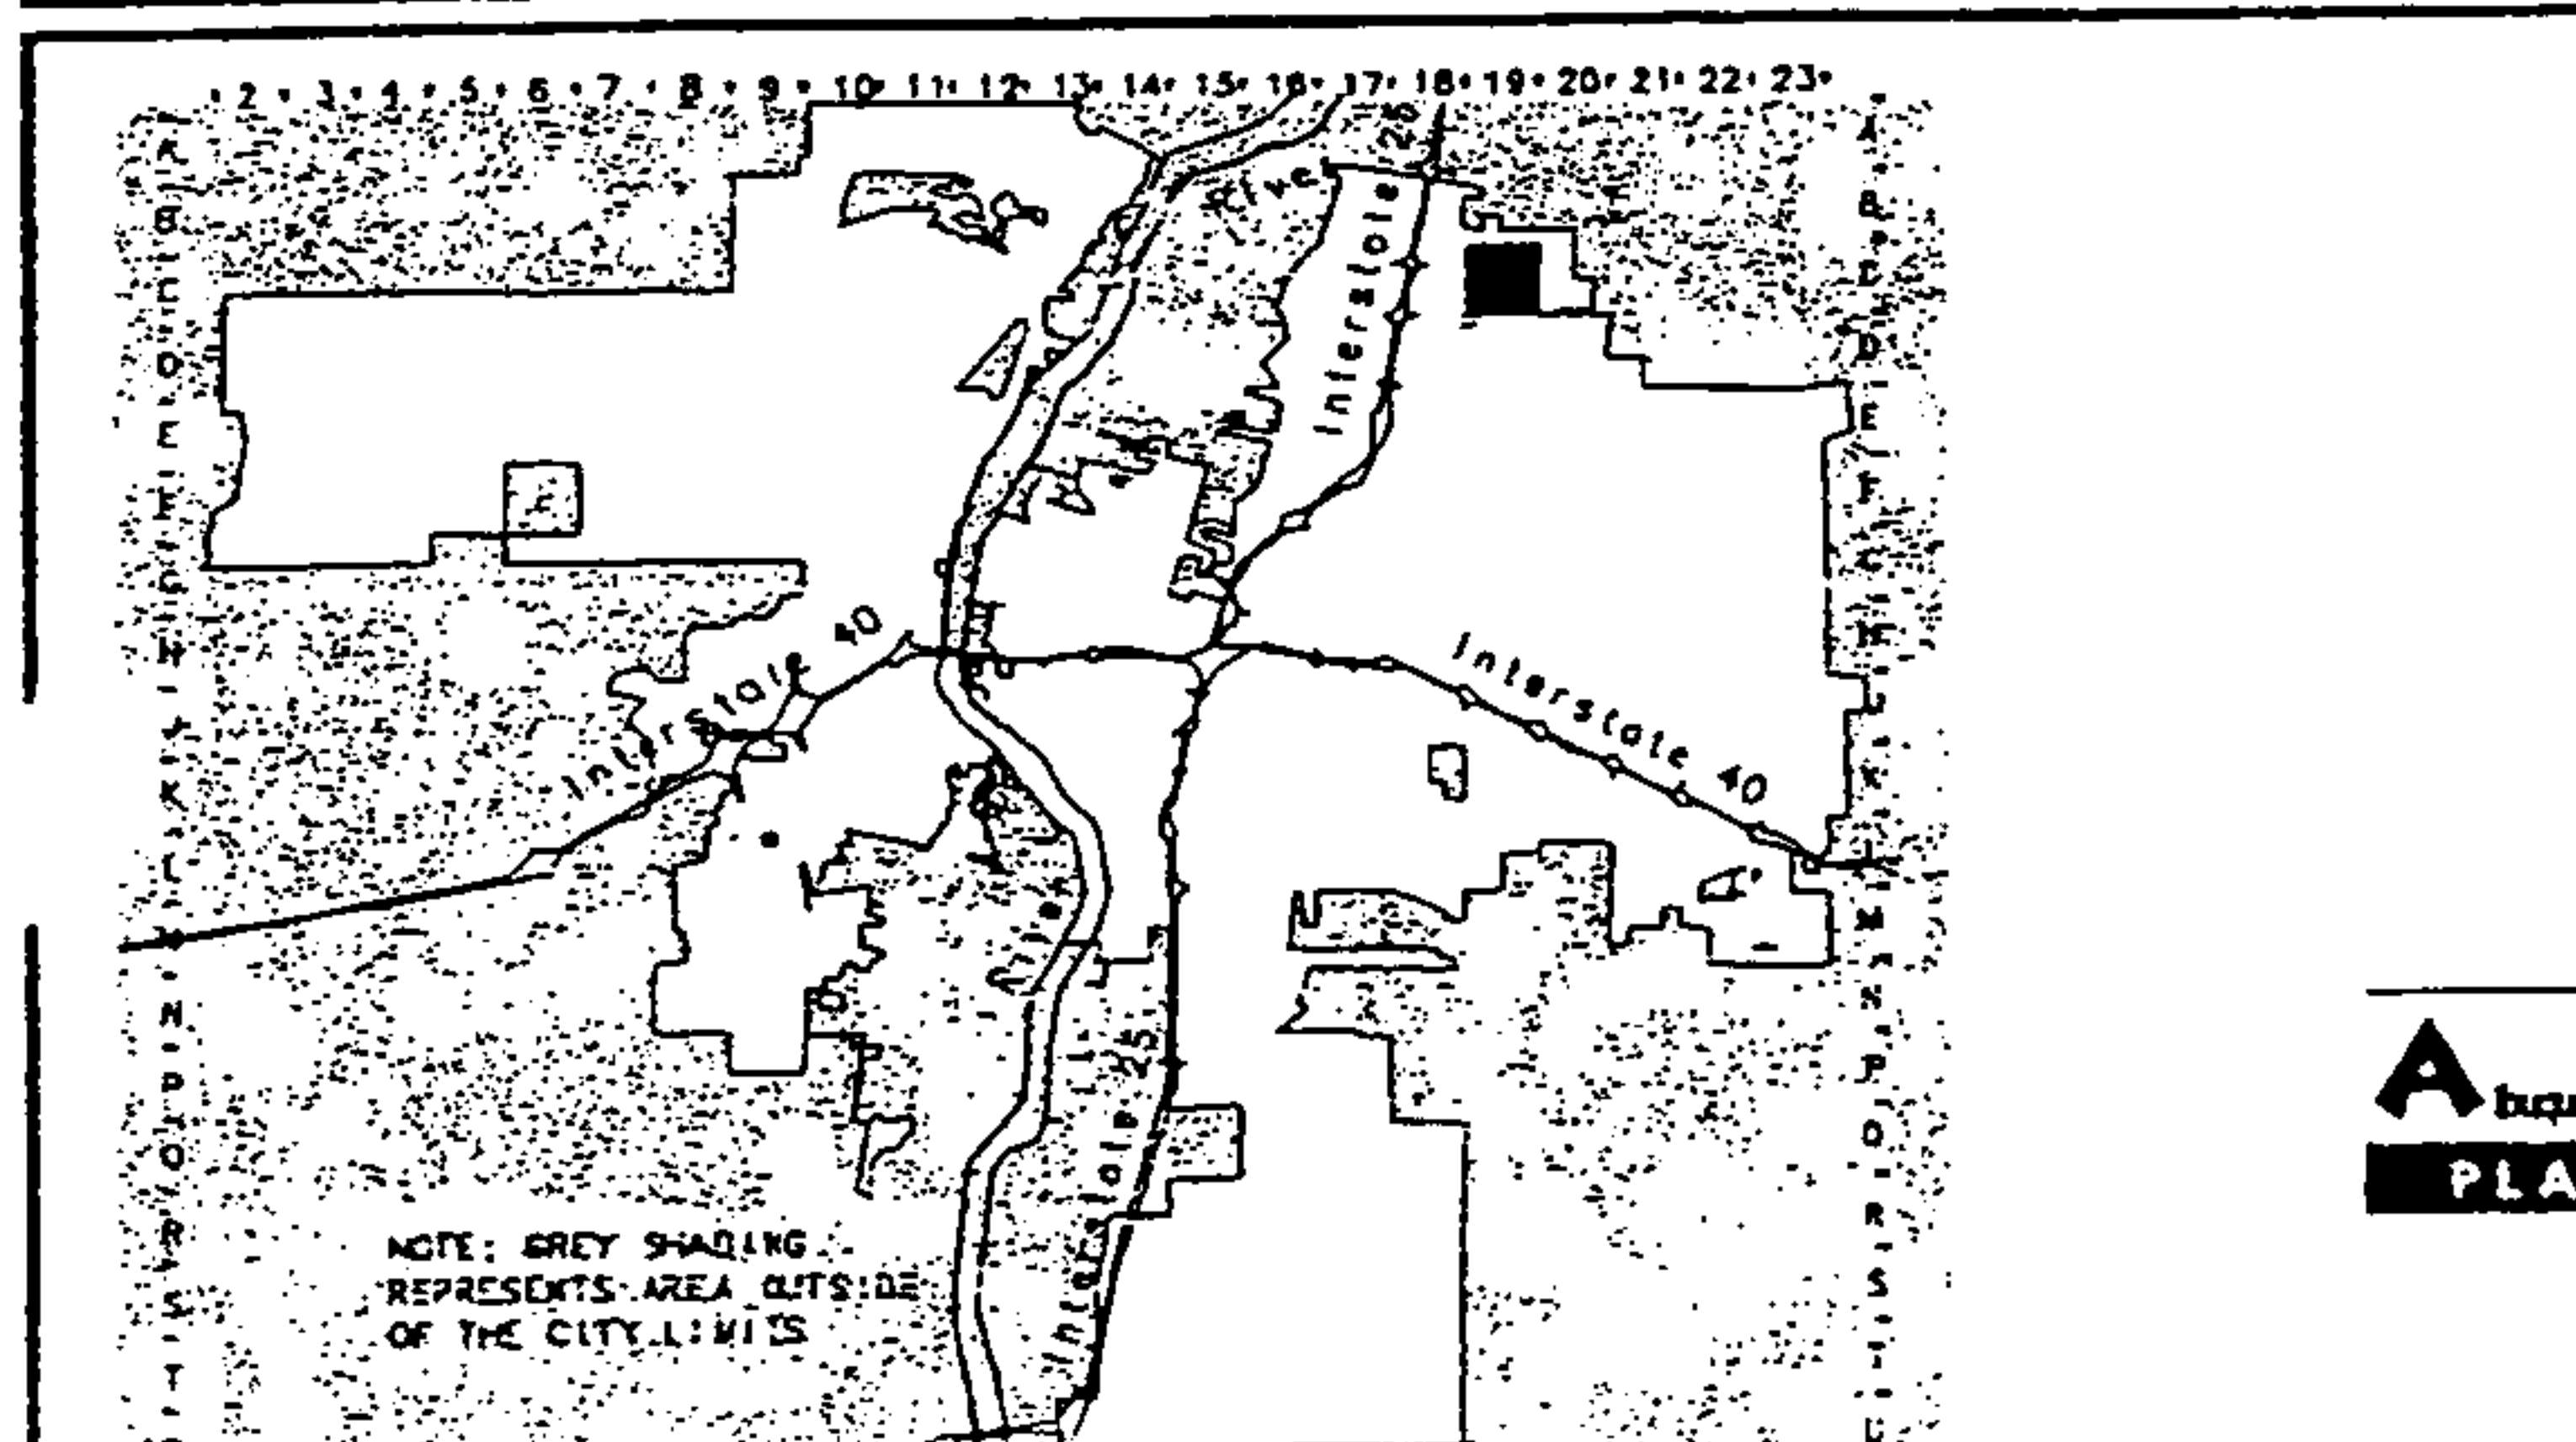 2 3 4 5 6 7 8 9 10 11 12 13 14 15 16 17 18 19 20 21 22 23
A
B
C
D
E
F
G
H
J
K
L
M
N
P
Q
R
S
T
A
B
C
D
E
F
G
H
J
K
L
M
N
P
Q
R
S
T
River
Interstate 25
Interstate 40
Interstate 40
River
Interstate 25
NOTE: GREY SHADING
REPRESENTS AREA OUTSIDE
OF THE CITY LIMITS
A
PLA